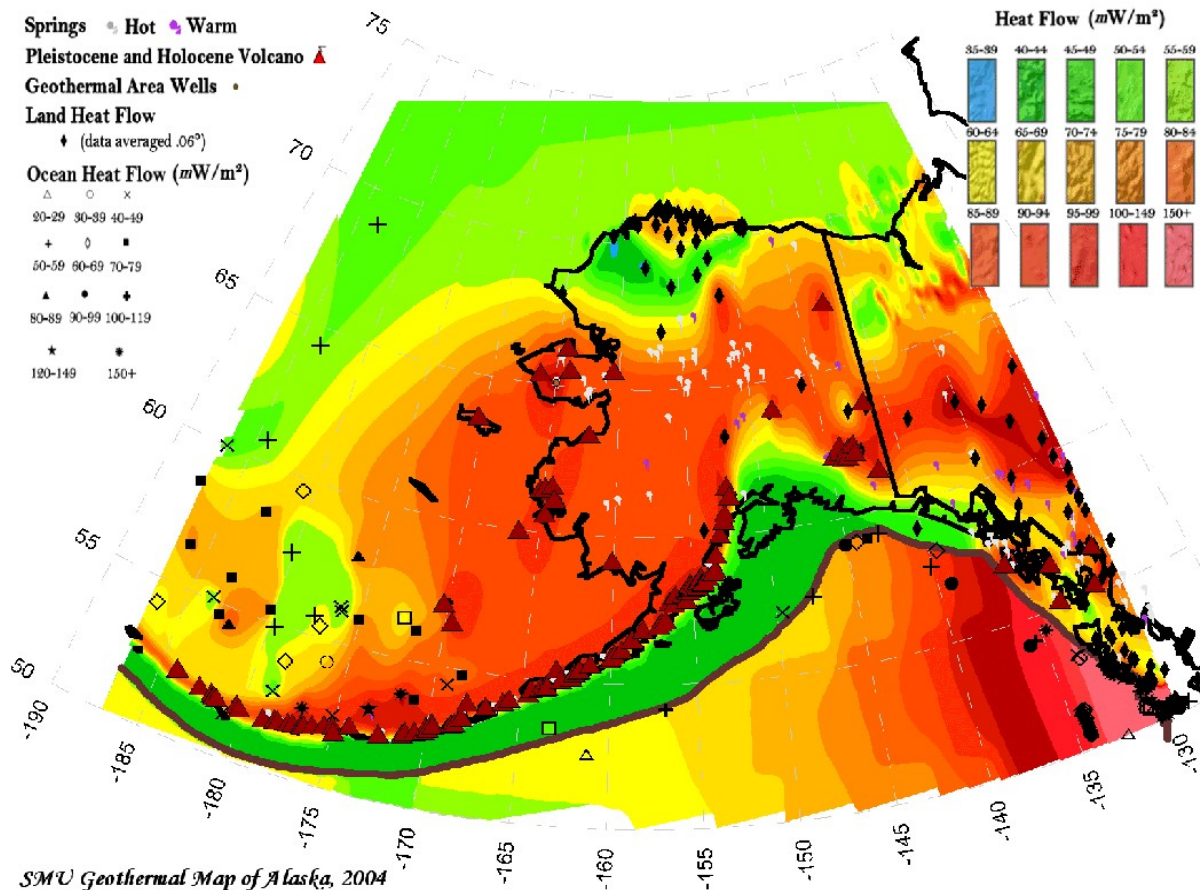 Springs Hot Warm
Pleistocene and Holocene Volcano
Geothermal Area Wells
Land Heat Flow
(data averaged .06°)
Ocean Heat Flow (mW/m²)
20-29 30-39 40-49
50-59 60-69 70-79
80-89 90-99 100-119
120-149 150+
Heat Flow (mW/m²)
35-39 40-44 45-49 50-54 55-59
60-64 65-69 70-74 75-79 80-84
85-89 90-94 95-99 100-149 150+
75
70
65
60
55
50
-190
-185
-180
-175
-170
-165
-160
-155
-150
-145
-140
-135
-130
SMU Geothermal Map of Alaska, 2004